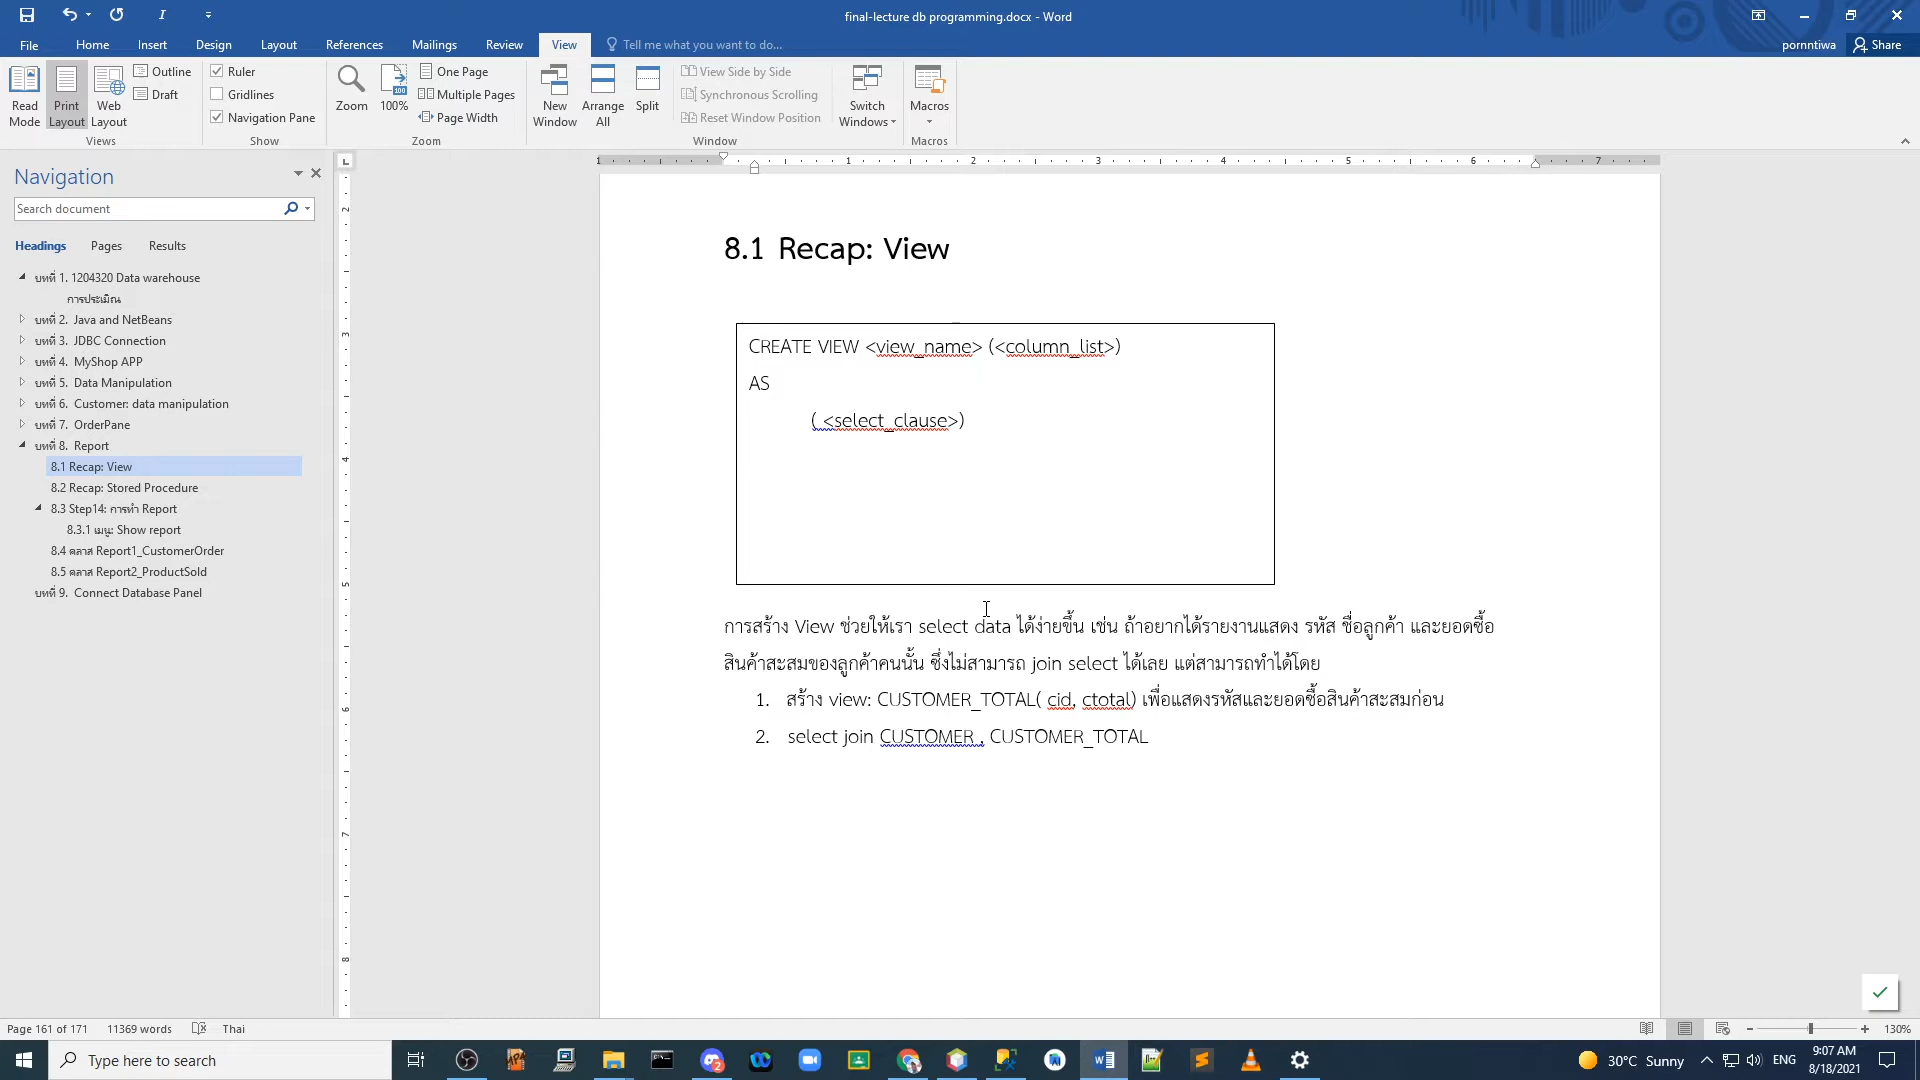 final-lecture db programming.docx - Word
File Home Insert Design Layout References Mailings Review View Tell me what you want to do... pornntiwa Share
Read Mode
Print Layout
Web Layout
Outline
Draft
Views
Ruler
Gridlines
Navigation Pane
Show
Zoom
100%
One Page
Multiple Pages
Page Width
Zoom
New Window
Arrange All
Split
View Side by Side
Synchronous Scrolling
Reset Window Position
Window
Switch Windows
Macros
Macros
Navigation
Search document
Headings Pages Results
บทที่ 1. 1204320 Data warehouse
การประเมิน
บทที่ 2. Java and NetBeans
บทที่ 3. JDBC Connection
บทที่ 4. MyShop APP
บทที่ 5. Data Manipulation
บทที่ 6. Customer: data manipulation
บทที่ 7. OrderPane
บทที่ 8. Report
8.1 Recap: View
8.2 Recap: Stored Procedure
8.3 Step14: การทำ Report
8.3.1 เมนู: Show report
8.4 คลาส Report1_CustomerOrder
8.5 คลาส Report2_ProductSold
บทที่ 9. Connect Database Panel
1 1 2 3 4 5 6 7
2
3
4
5
6
7
8
8.1 Recap: View
CREATE VIEW <view_name> (<column_list>)
AS
( <select_clause>)
การสร้าง View ช่วยให้เรา select data ได้ง่ายขึ้น เช่น ถ้าอยากได้รายงานแสดง รหัส ชื่อลูกค้า และยอดซื้อ
สินค้าสะสมของลูกค้าคนนั้น ซึ่งไม่สามารถ join select ได้เลย แต่สามารถทำได้โดย
1. สร้าง view: CUSTOMER_TOTAL( cid, ctotal) เพื่อแสดงรหัสและยอดซื้อสินค้าสะสมก่อน
2. select join CUSTOMER , CUSTOMER_TOTAL
Page 161 of 171 11369 words Thai 130%
Type here to search
30°C Sunny ENG
9:07 AM
8/18/2021